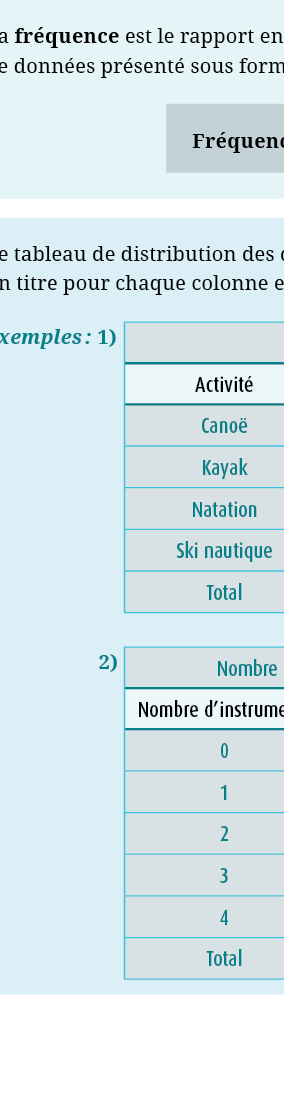 a fréquence est le rapport en
e données présenté sous form
Fréquenc
e tableau de distribution des
n titre pour chaque colonne e
xemples : 1)
Activité
Canoë
Kayak
Natation
Ski nautique
Total
2)
Nombre
Nombre d’instrume
0
1
2
3
4
Total